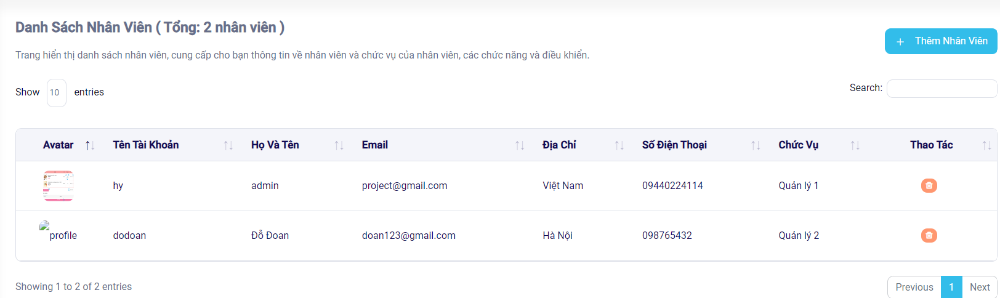 Danh Sách Nhân Viên ( Tổng: 2 nhân viên )
Thêm Nhân Viên
Trang hiển thị danh sách nhân viên, cung cấp cho bạn thông tin về nhân viên và chức vụ của nhân viên, các chức năng và điều khiển.
Show 10 entries Search:
Avatar Tên Tài Khoản Họ Và Tên Email Địa Chỉ Số Điện Thoại Chức Vụ Thao Tác
hy admin project@gmail.com Việt Nam 09440224114 Quản lý 1
profile dodoan Đỗ Đoan doan123@gmail.com Hà Nội 098765432 Quản lý 2
Showing 1 to 2 of 2 entries Previous 1 Next